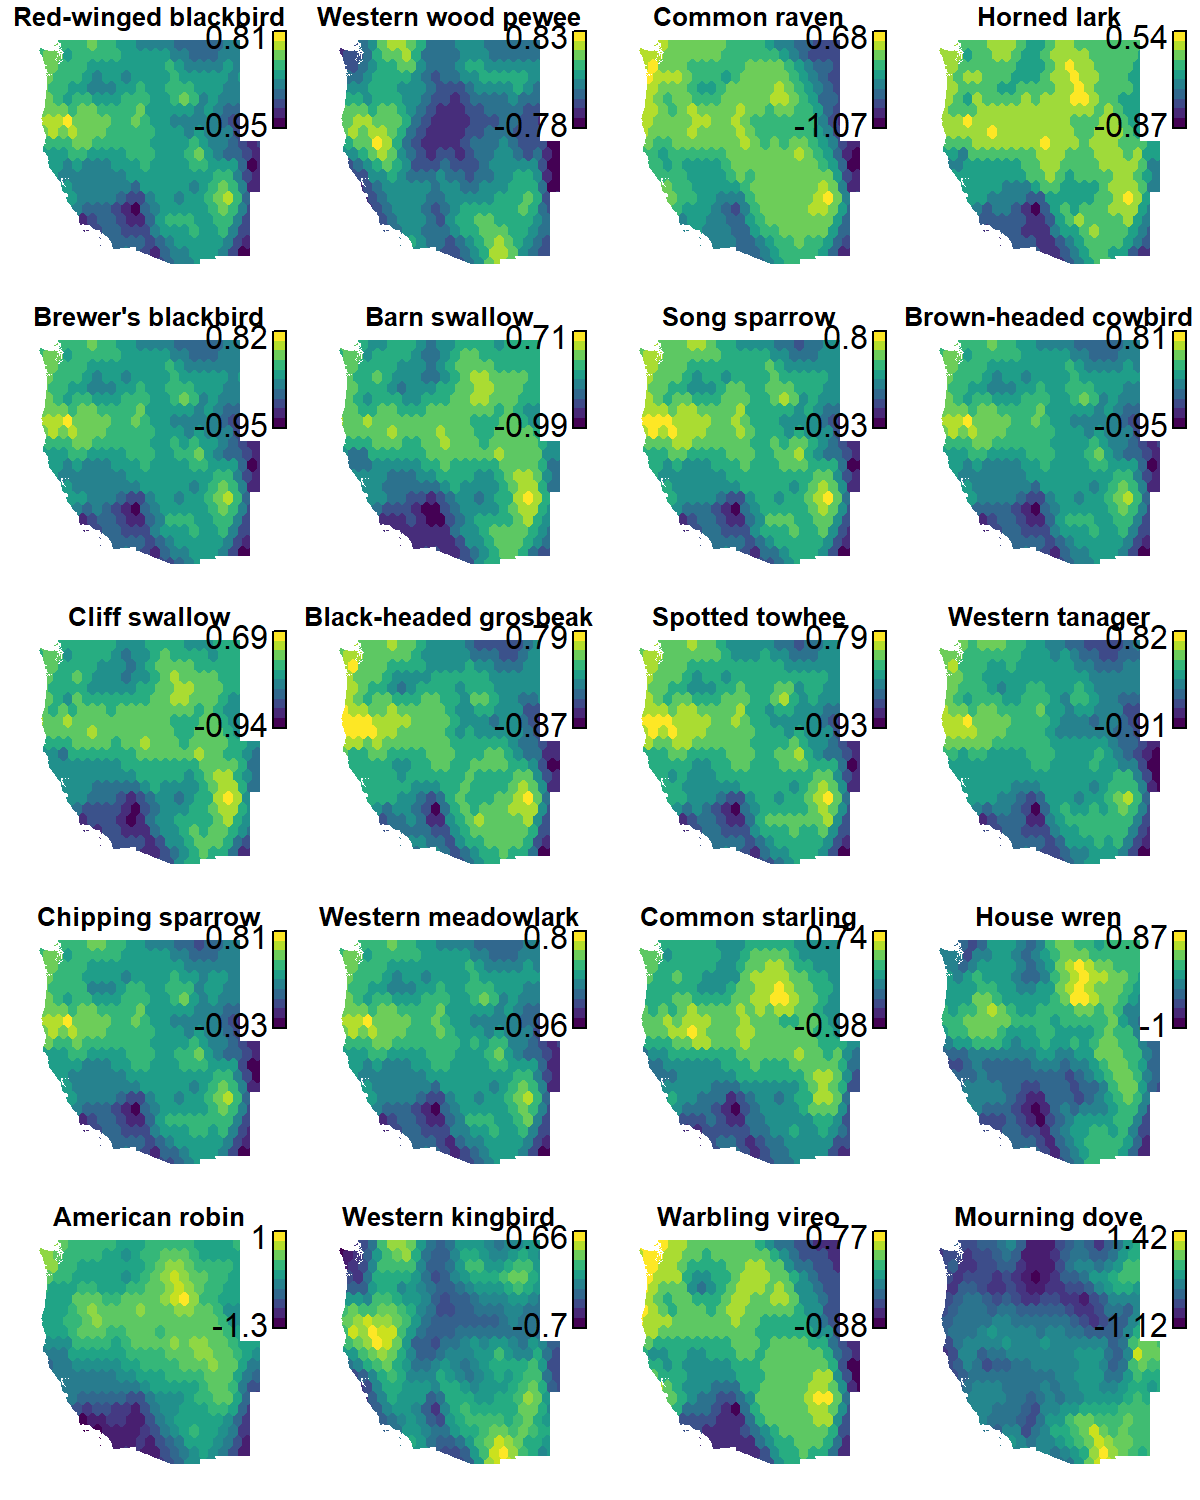 Red-winged blackbird
0.81
-0.95
Western wood pewee
0.83
-0.78
Common raven
0.68
-1.07
Horned lark
0.54
-0.87
Brewer's blackbird
0.82
-0.95
Barn swallow
0.71
-0.99
Song sparrow
0.8
-0.93
Brown-headed cowbird
0.81
-0.95
Cliff swallow
0.69
-0.94
Black-headed grosbeak
0.79
-0.87
Spotted towhee
0.79
-0.93
Western tanager
0.82
-0.91
Chipping sparrow
0.81
-0.93
Western meadowlark
0.8
-0.96
Common starling
0.74
-0.98
House wren
0.87
-1
American robin
1
-1.3
Western kingbird
0.66
-0.7
Warbling vireo
0.77
-0.88
Mourning dove
1.42
-1.12